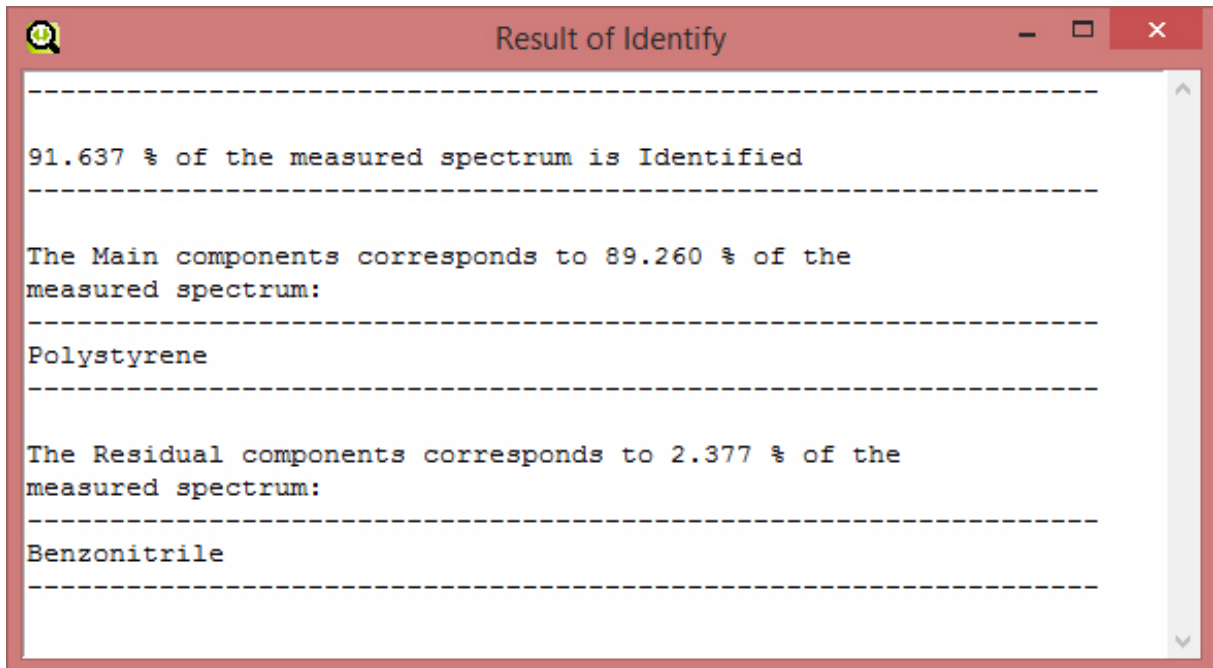 Result of Identify
-----------------------------------------------------------------
91.637 % of the measured spectrum is Identified
-----------------------------------------------------------------
The Main components corresponds to 89.260 % of the
measured spectrum:
-----------------------------------------------------------------
Polystyrene
-----------------------------------------------------------------
The Residual components corresponds to 2.377 % of the
measured spectrum:
-----------------------------------------------------------------
Benzonitrile
-----------------------------------------------------------------